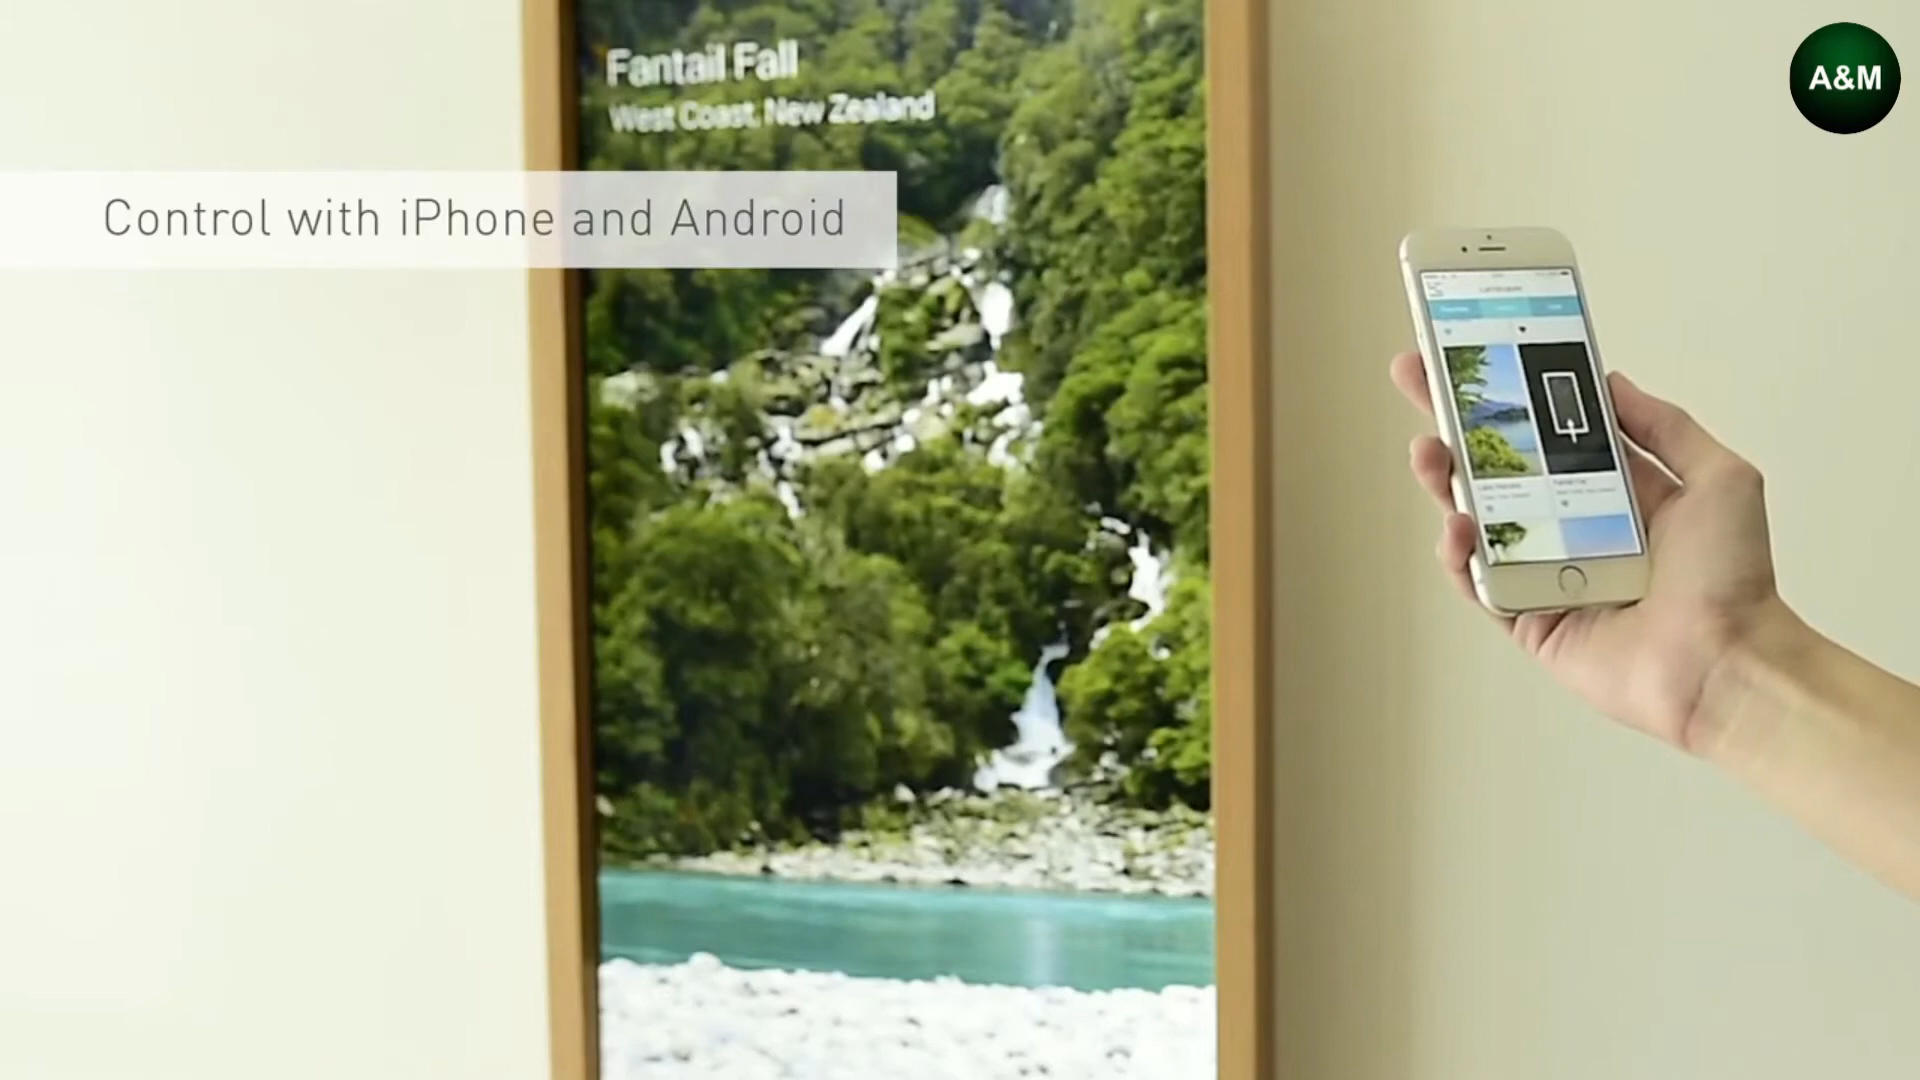 Fantail Fall
West Coast, New Zealand
A&M
Control with iPhone and Android